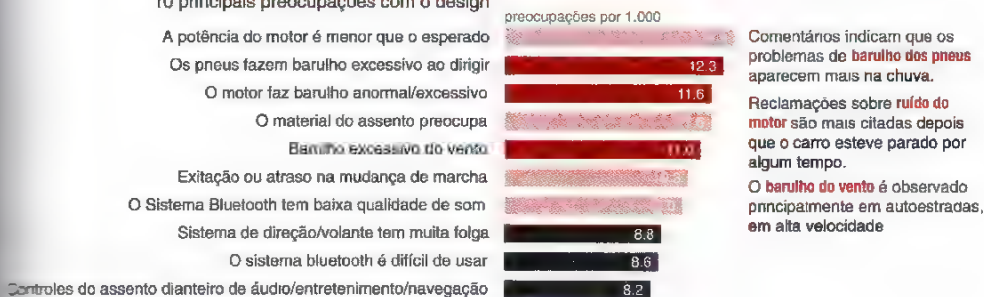 10 principais preocupações com o design
preocupações por 1.000
A potência do motor é menor que o esperado
Os pneus fazem barulho excessivo ao dirigir 12.3
O motor faz barulho anormal/excessivo 11.6
O material do assento preocupa
Barulho excessivo do vento 11.0
Exitação ou atraso na mudança de marcha
O Sistema Bluetooth tem baixa qualidade de som
Sistema de direção/volante tem muita folga 8.8
O sistema bluetooth é difícil de usar 8.6
Controles do assento dianteiro de áudio/entretenimento/navegação 8.2
Comentários indicam que os
problemas de barulho dos pneus
aparecem mais na chuva.
Reclamações sobre ruído do
motor são mais citadas depois
que o carro esteve parado por
algum tempo.
O barulho do vento é observado
principalmente em autoestradas,
em alta velocidade